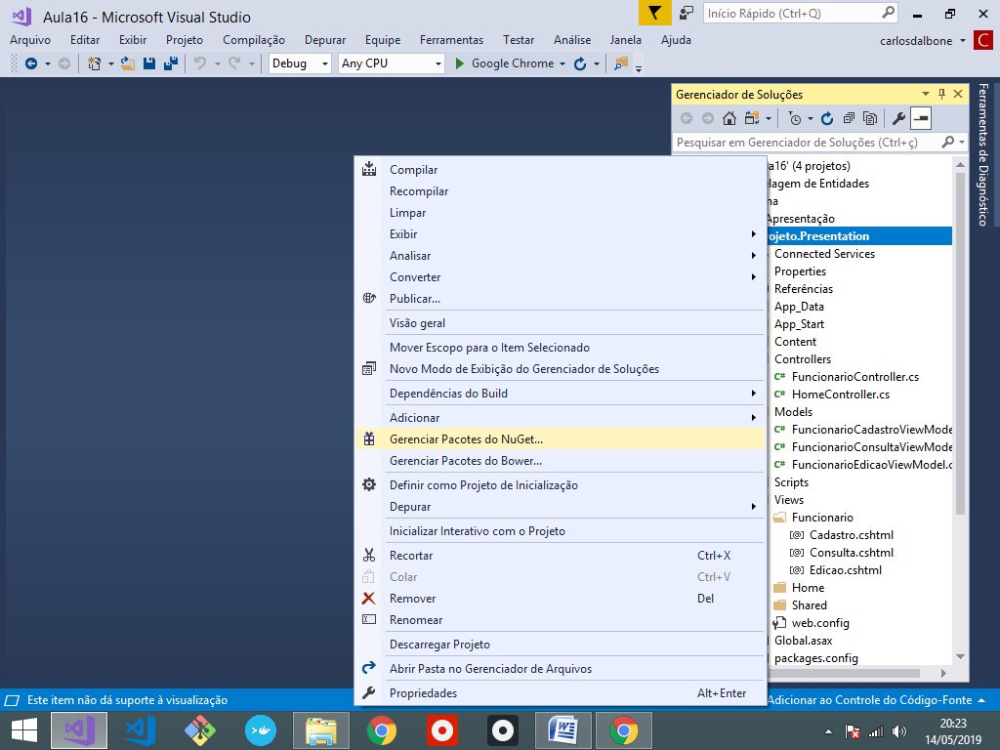 Aula16 - Microsoft Visual Studio
Início Rápido (Ctrl+Q)
Arquivo Editar Exibir Projeto Compilação Depurar Equipe Ferramentas Testar Análise Janela Ajuda
carlosdalbone C
Debug Any CPU Google Chrome
Gerenciador de Soluções
Pesquisar em Gerenciador de Soluções (Ctrl+ç)
Ferramentas de Diagnóstico
Compilar
Recompilar
Limpar
Exibir
Analisar
Converter
Publicar...
Visão geral
Mover Escopo para o Item Selecionado
Novo Modo de Exibição do Gerenciador de Soluções
Dependências do Build
Adicionar
Gerenciar Pacotes do NuGet...
Gerenciar Pacotes do Bower...
Definir como Projeto de Inicialização
Depurar
Inicializar Interativo com o Projeto
Recortar Ctrl+X
Colar Ctrl+V
Remover Del
Renomear
Descarregar Projeto
Abrir Pasta no Gerenciador de Arquivos
Propriedades Alt+Enter
la16' (4 projetos)
elagem de Entidades
ma
Apresentação
rojeto.Presentation
Connected Services
Properties
Referências
App_Data
App_Start
Content
Controllers
C# FuncionarioController.cs
C# HomeController.cs
Models
C# FuncionarioCadastroViewMode
C# FuncionarioConsultaViewMode
C# FuncionarioEdicaoViewModel.c
Scripts
Views
Funcionario
[@] Cadastro.cshtml
[@] Consulta.cshtml
[@] Edicao.cshtml
Home
Shared
web.config
Global.asax
packages.config
Este item não dá suporte à visualização
Adicionar ao Controle do Código-Fonte
20:23
14/05/2019